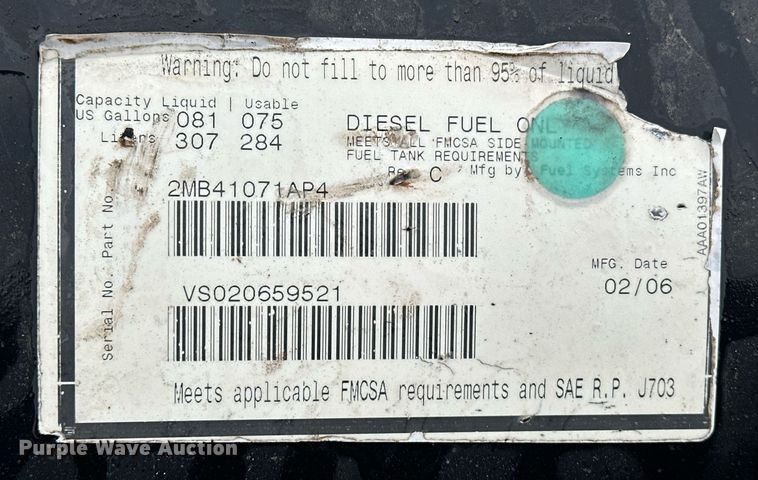 Warning: Do not fill to more than 95% of liquid
Capacity Liquid | Usable
US Gallons 081 075
307 284
DIESEL FUEL
MEETS ALL FMCSA SIDE-MOUNTED
FUEL TANK REQUIREMENTS
C Mfg by Fuel Systems Inc
Part No.
2MB41071AP4
AAA01397AW
MFG. Date
02/06
Serial No.
VS020659521
Meets applicable FMCSA requirements and SAE R.P. J703
Purple Wave Auction